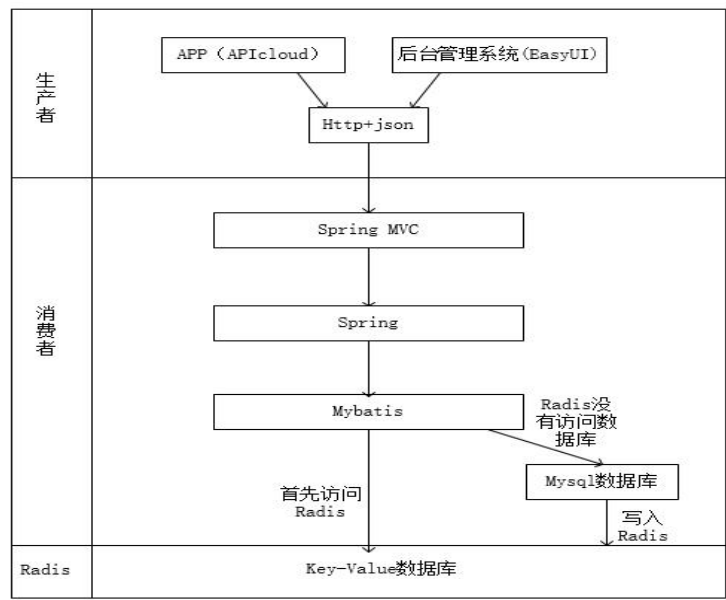 APP（APIcloud）
后台管理系统(EasyUI)
生
产
者
Http+json
Spring MVC
消
费
者
Spring
Mybatis
Radis没
有访问数
据库
首先访问
Radis
Mysql数据库
写入
Radis
Radis
Key-Value数据库